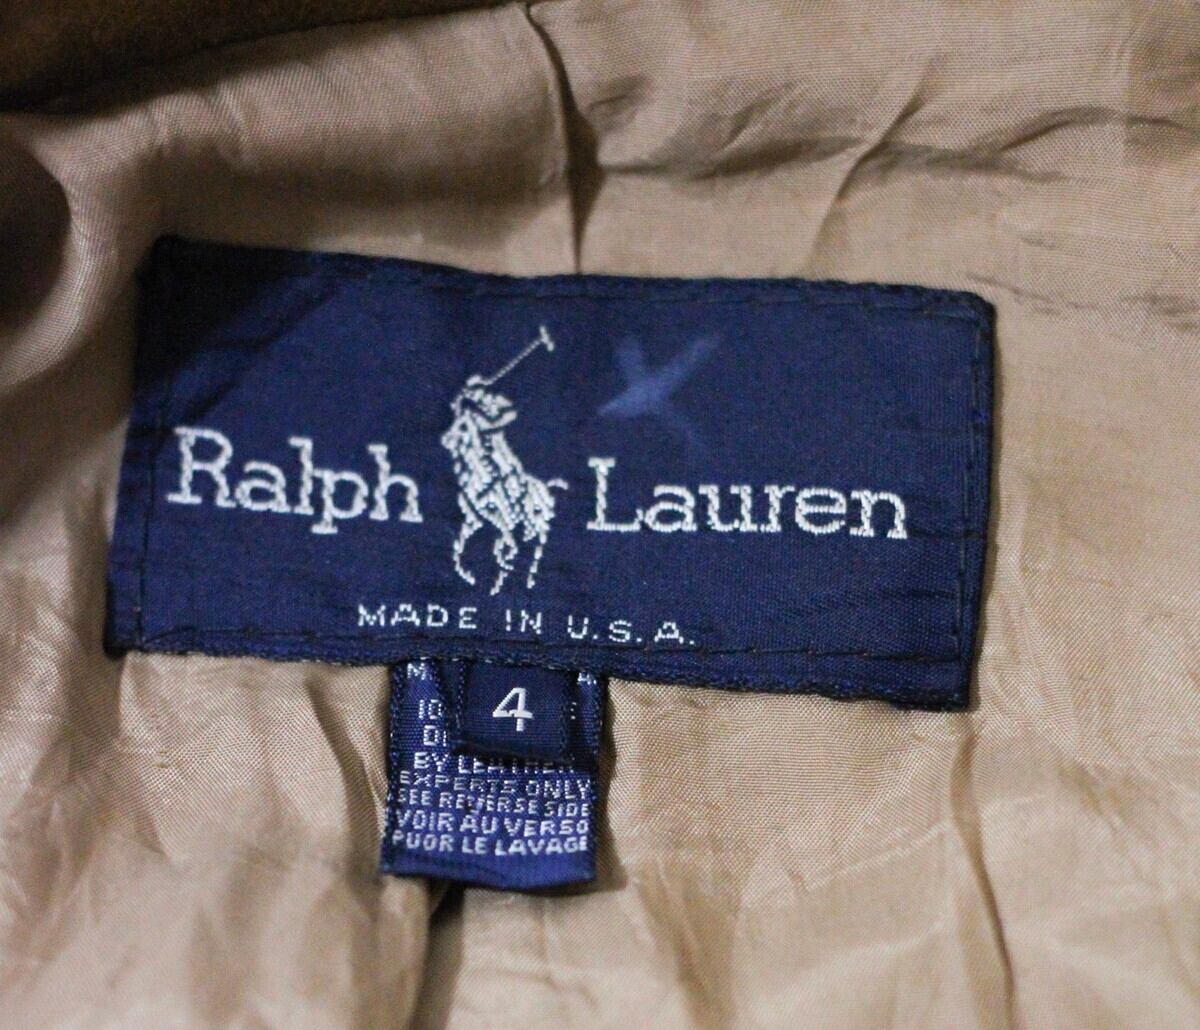 Ralph Lauren
MADE IN U.S.A.
4
BY LEATHER
EXPERTS ONLY
SEE REVERSE SIDE
VOIR AU VERSO
PUOR LE LAVAGE